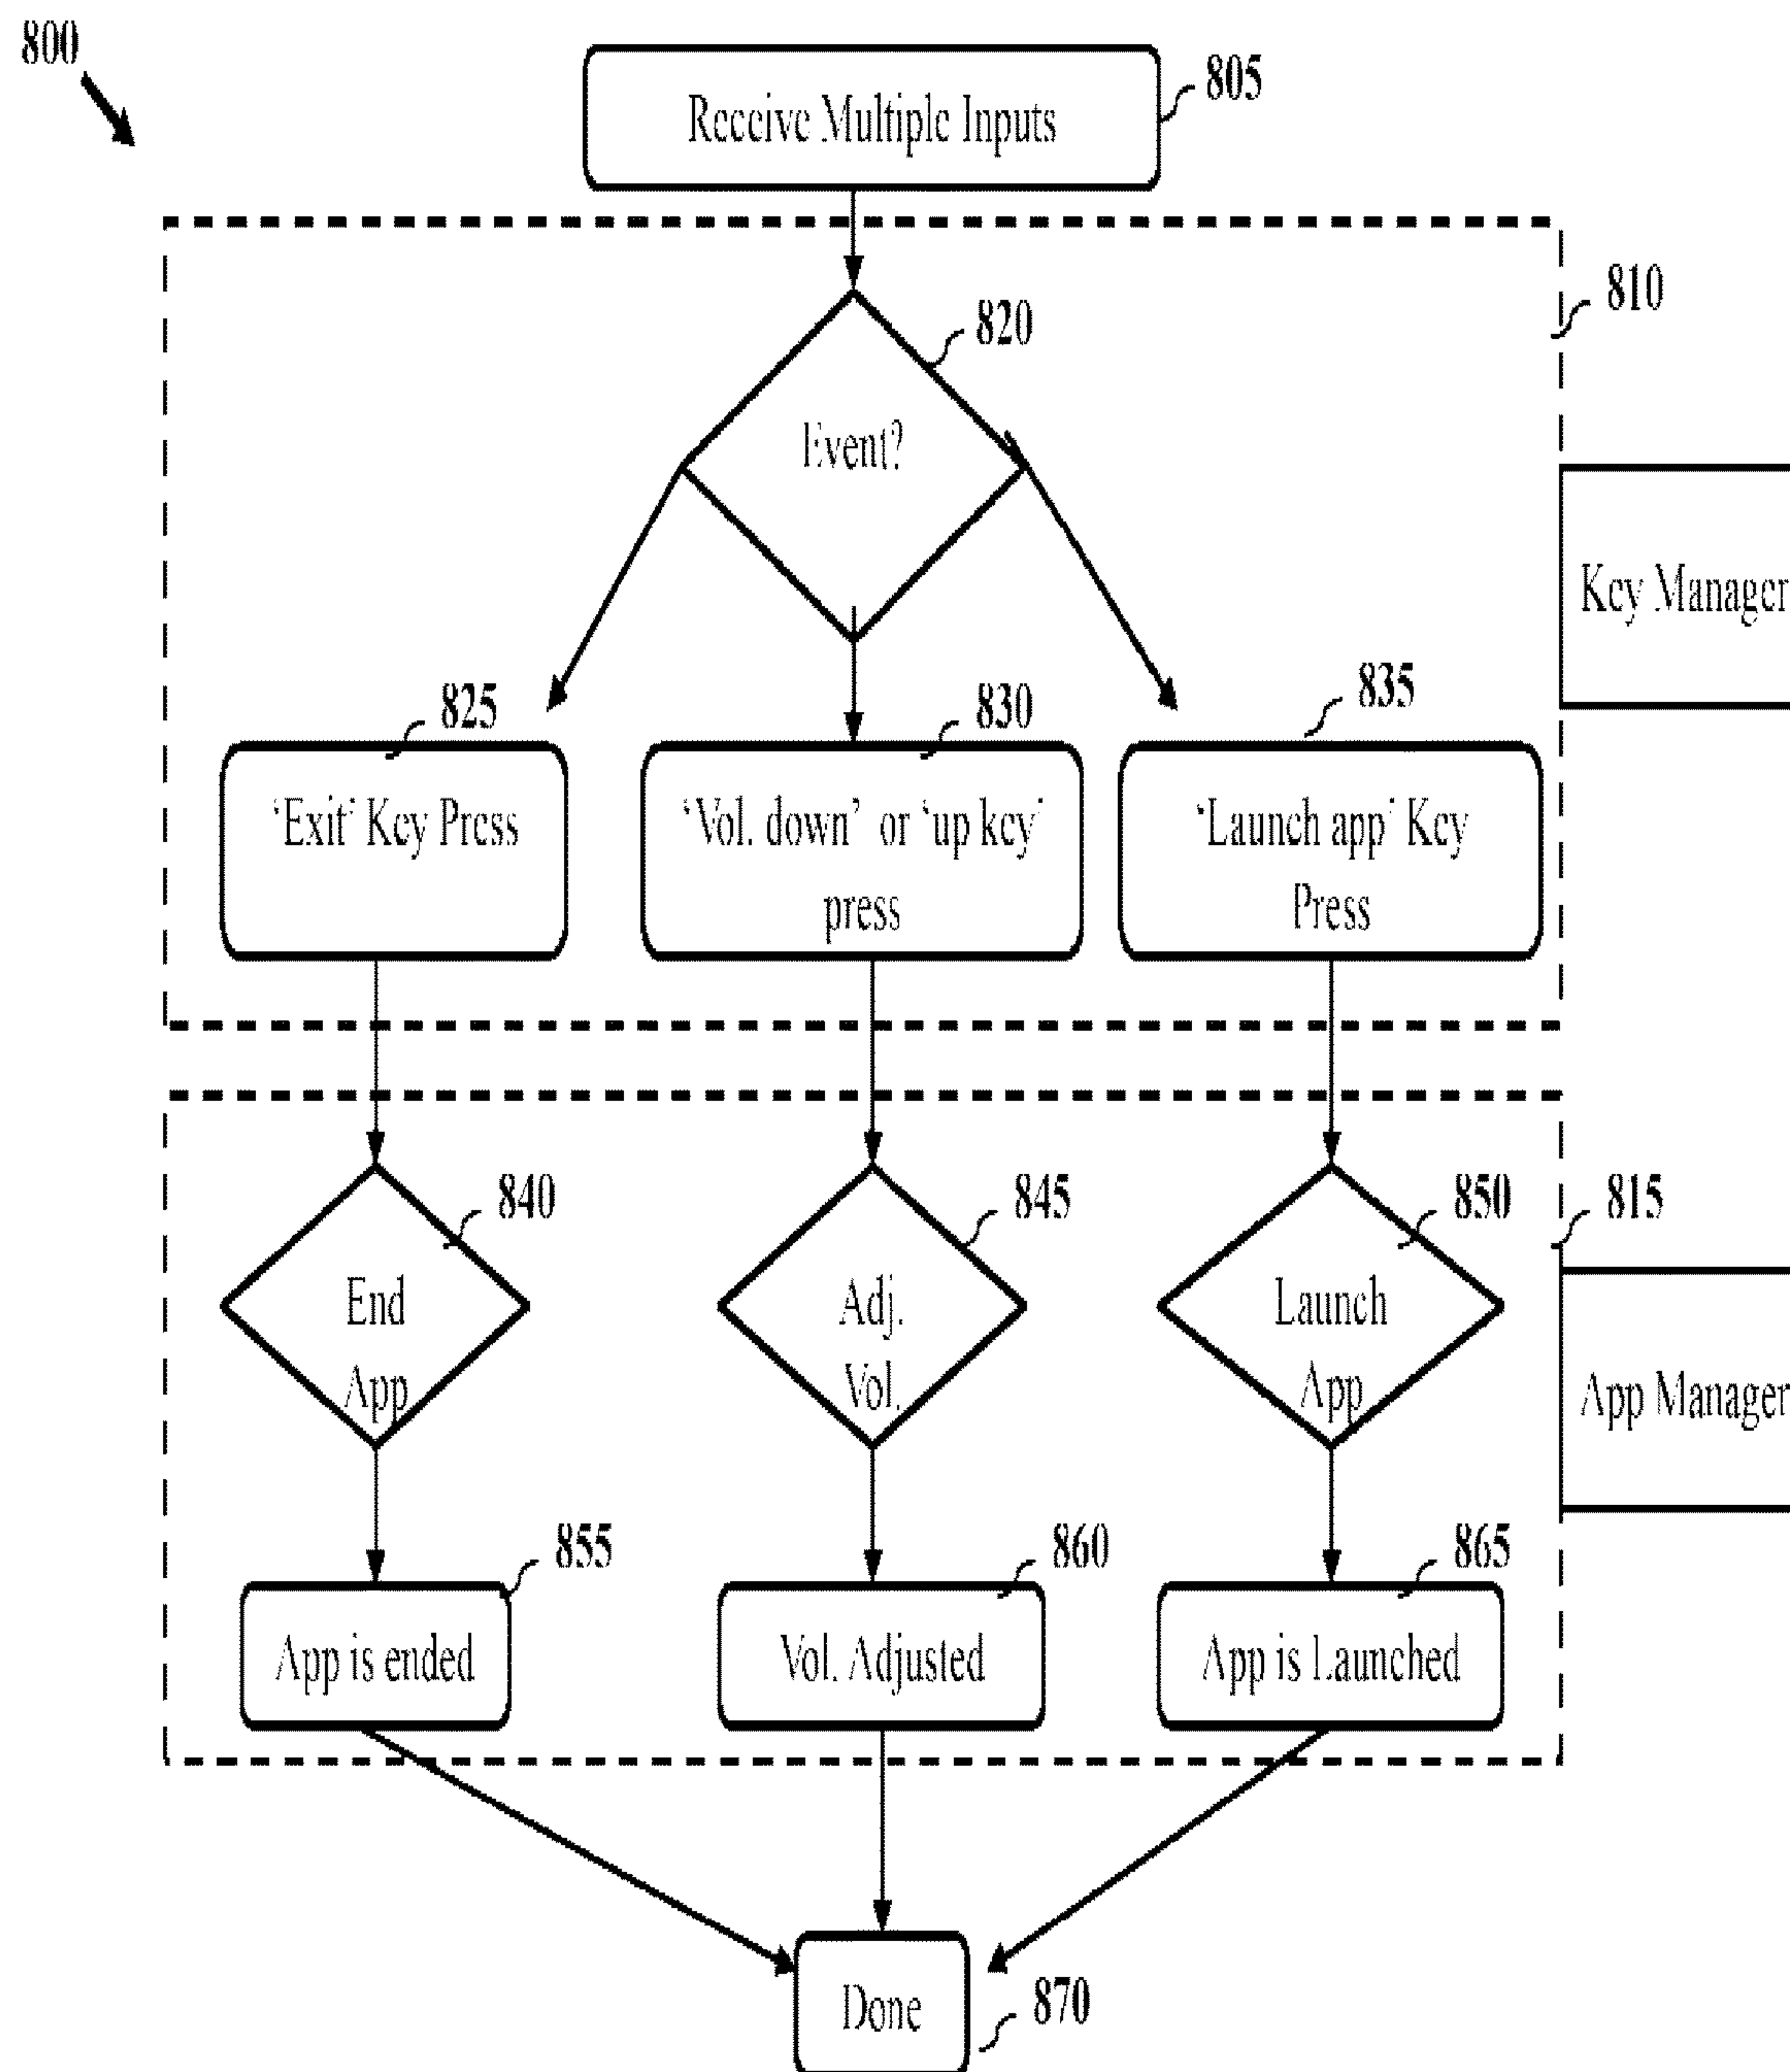 800
Receive Multiple Inputs
805
810
820
Event?
Key Manager
825
830
835
'Exit' Key Press
'Vol. down' or 'up key'
press
'Launch app' Key
Press
840
845
850
815
End
App
Adj.
Vol.
Launch
App
App Manager
855
860
865
App is ended
Vol. Adjusted
App is Launched
Done
870